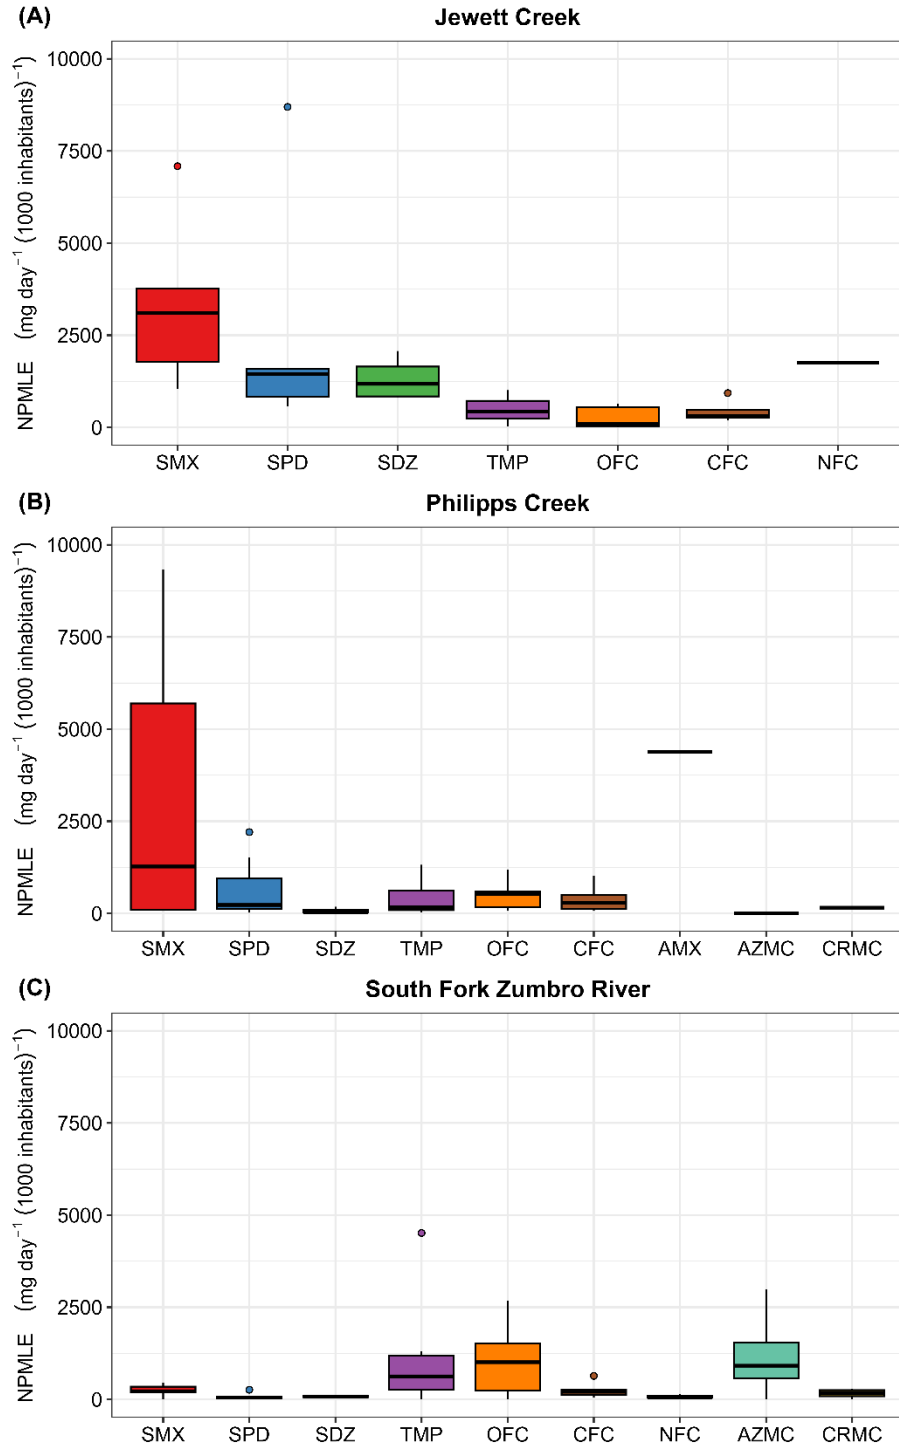 (A) Jewett Creek
NPMLE (mg day⁻¹ (1000 inhabitants)⁻¹)
10000
7500
5000
2500
0
SMX SPD SDZ TMP OFC CFC NFC
(B) Philipps Creek
NPMLE (mg day⁻¹ (1000 inhabitants)⁻¹)
10000
7500
5000
2500
0
SMX SPD SDZ TMP OFC CFC AMX AZMC CRMC
(C) South Fork Zumbro River
NPMLE (mg day⁻¹ (1000 inhabitants)⁻¹)
10000
7500
5000
2500
0
SMX SPD SDZ TMP OFC CFC NFC AZMC CRMC